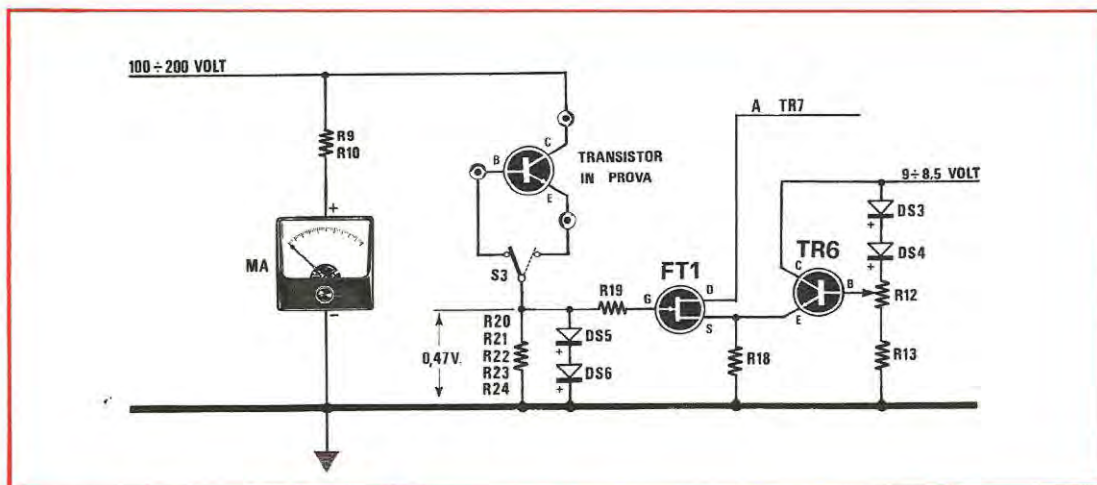 100÷200 VOLT
R9
R10
+
MA
-
C
B
E
TRANSISTOR
IN PROVA
S3
0,47V.
R20
R21
R22
R23
R24
DS5
+
DS6
+
R19
G
FT1
D
S
A TR7
R18
9÷8,5 VOLT
C
TR6
B
E
DS3
+
DS4
+
R12
R13